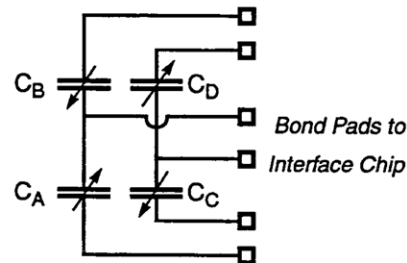 C_B
C_D
Bond Pads to
Interface Chip
C_A
C_C